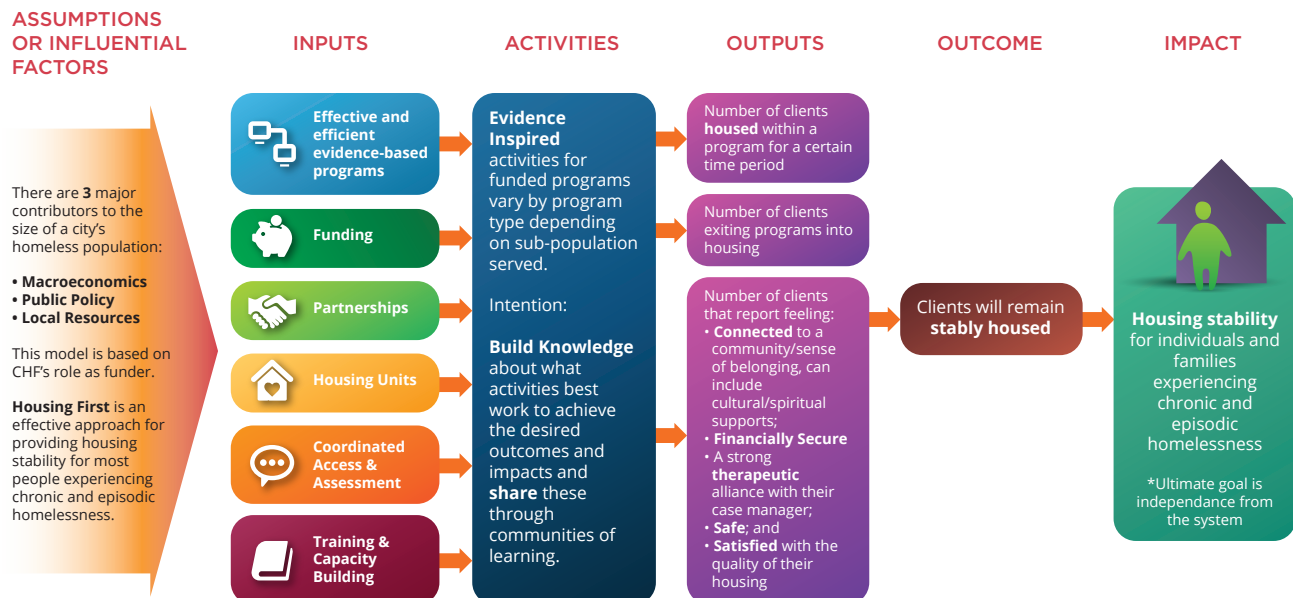 ASSUMPTIONS
OR INFLUENTIAL
FACTORS
There are 3 major
contributors to the
size of a city's
homeless population:
• Macroeconomics
• Public Policy
• Local Resources
This model is based on
CHF's role as funder.
Housing First is an
effective approach for
providing housing
stability for most
people experiencing
chronic and episodic
homelessness.
INPUTS
Effective and
efficient
evidence-based
programs
Funding
Partnerships
Housing Units
Coordinated
Access &
Assessment
Training &
Capacity
Building
ACTIVITIES
Evidence
Inspired
activities for
funded programs
vary by program
type depending
on sub-population
served.
Intention:
Build Knowledge
about what
activities best
work to achieve
the desired
outcomes and
impacts and
share these
through
communities of
learning.
OUTPUTS
Number of clients
housed within a
program for a certain
time period
Number of clients
exiting programs into
housing
Number of clients
that report feeling:
• Connected to a
community/sense
of belonging, can
include
cultural/spiritual
supports;
• Financially Secure
• A strong
therapeutic
alliance with their
case manager;
• Safe; and
• Satisfied with the
quality of their
housing
OUTCOME
Clients will remain
stably housed
IMPACT
Housing stability
for individuals and
families
experiencing
chronic and
episodic
homelessness
*Ultimate goal is
independance from
the system